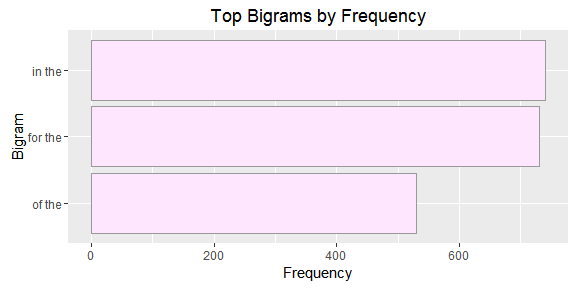 Top Bigrams by Frequency
Bigram
in the
for the
of the
0
200
400
600
Frequency